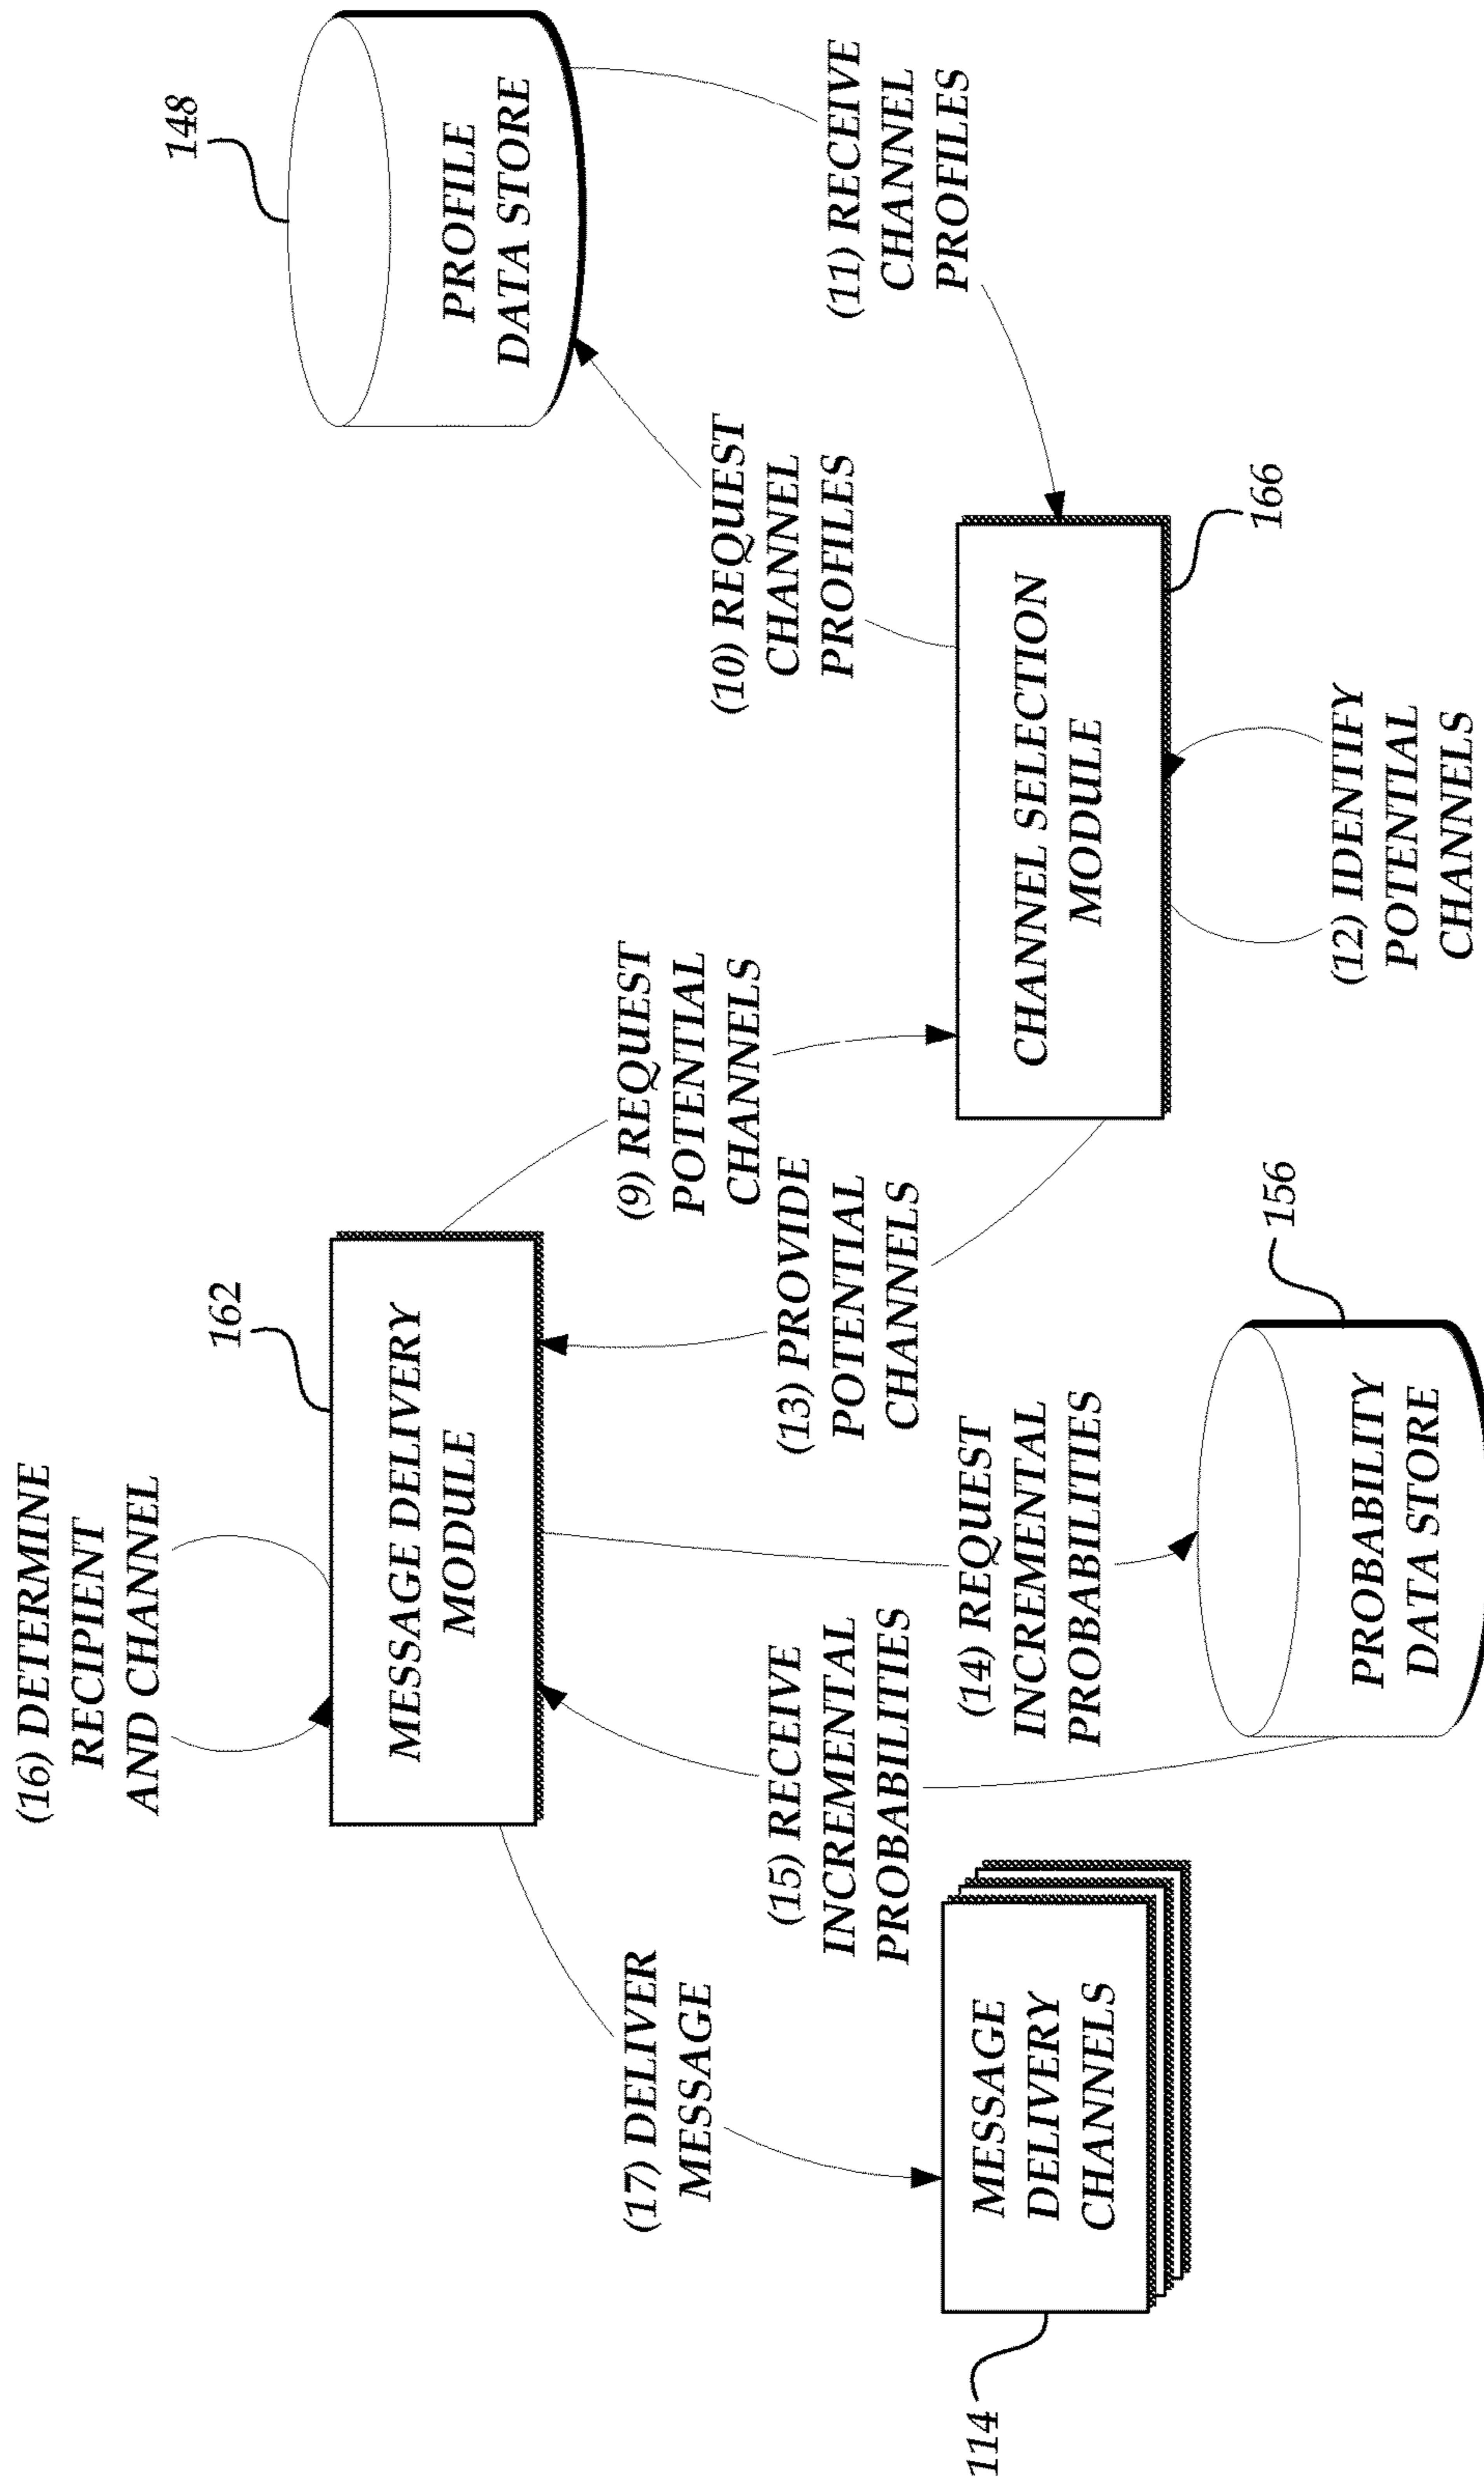 (16) DETERMINE
RECIPIENT
AND CHANNEL
162
MESSAGE DELIVERY
MODULE
148
PROFILE
DATA STORE
(17) DELIVER
MESSAGE
(9) REQUEST
POTENTIAL
CHANNELS
(10) REQUEST
CHANNEL
PROFILES
(11) RECEIVE
CHANNEL
PROFILES
(15) RECEIVE
INCREMENTAL
PROBABILITIES
(13) PROVIDE
POTENTIAL
CHANNELS
(14) REQUEST
INCREMENTAL
PROBABILITIES
114
MESSAGE
DELIVERY
CHANNELS
CHANNEL SELECTION
MODULE
166
156
PROBABILITY
DATA STORE
(12) IDENTIFY
POTENTIAL
CHANNELS